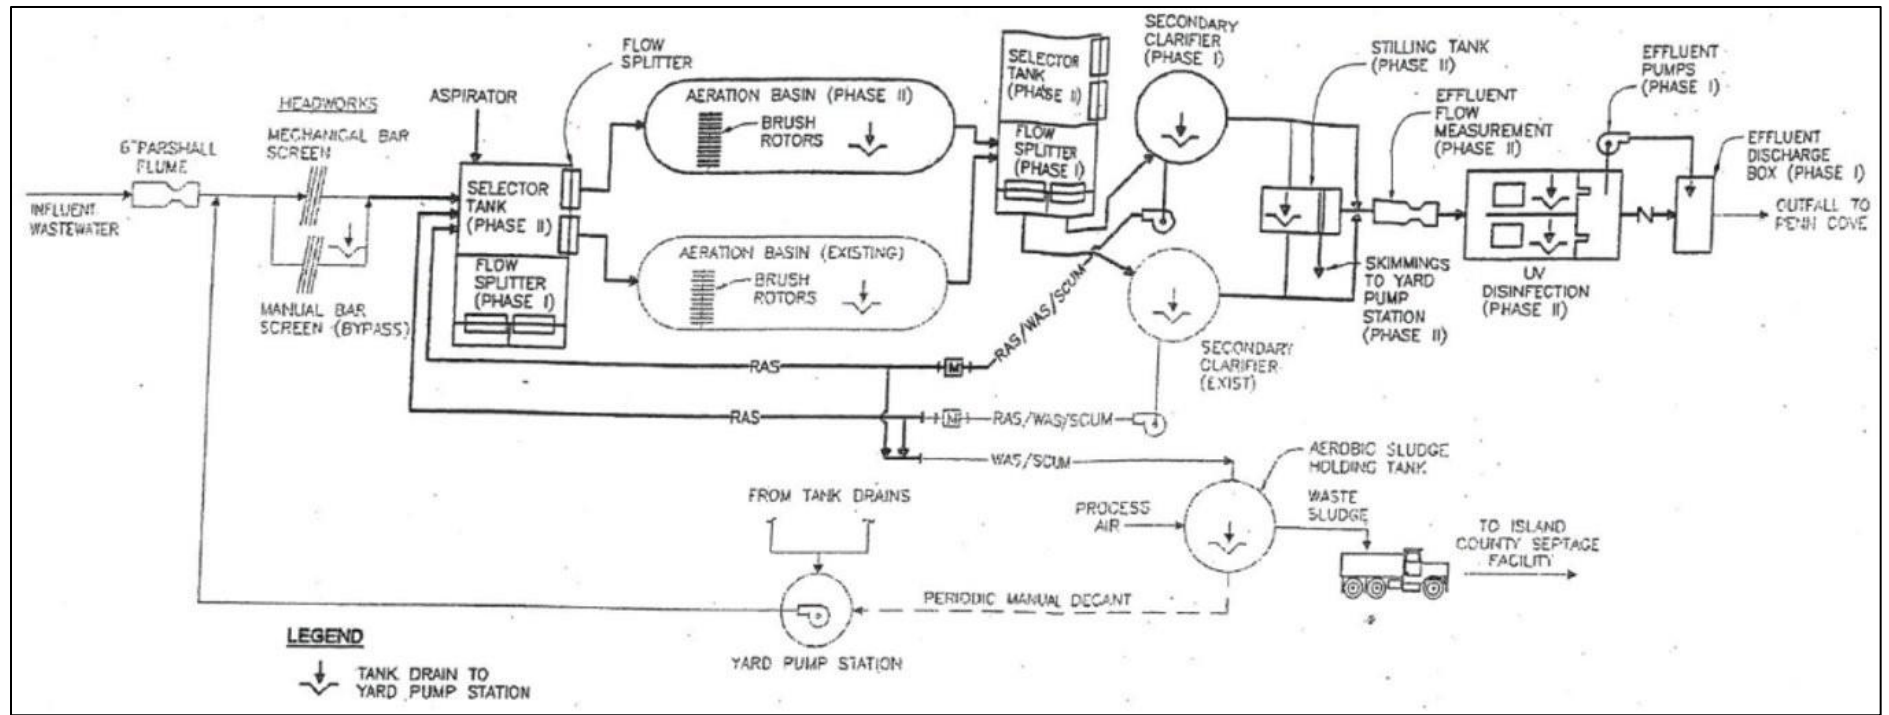 INFLUENT
WASTEWATER
6" PARSHALL
FLUME
HEADWORKS
MECHANICAL BAR
SCREEN
MANUAL BAR
SCREEN (BYPASS)
ASPIRATOR
FLOW
SPLITTER
SELECTOR
TANK
(PHASE II)
FLOW
SPLITTER
(PHASE I)
AERATION BASIN (PHASE II)
BRUSH
ROTORS
AERATION BASIN (EXISTING)
BRUSH
ROTORS
SELECTOR
TANK
(PHASE II)
FLOW
SPLITTER
(PHASE I)
SECONDARY
CLARIFIER
(PHASE I)
SECONDARY
CLARIFIER
(EXIST)
STILLING TANK
(PHASE II)
EFFLUENT
FLOW
MEASUREMENT
(PHASE II)
SKIMMINGS
TO YARD
PUMP
STATION
(PHASE II)
UV
DISINFECTION
(PHASE II)
EFFLUENT
PUMPS
(PHASE I)
N
EFFLUENT
DISCHARGE
BOX (PHASE I)
OUTFALL TO
PENN COVE
RAS
M
RAS/WAS/SCUM
RAS
M
RAS/WAS/SCUM
WAS/SCUM
AEROBIC SLUDGE
HOLDING TANK
PROCESS
AIR
WASTE
SLUDGE
TO ISLAND
COUNTY SEPTAGE
FACILITY
FROM TANK DRAINS
PERIODIC MANUAL DECANT
YARD PUMP STATION
LEGEND
TANK DRAIN TO
YARD PUMP STATION